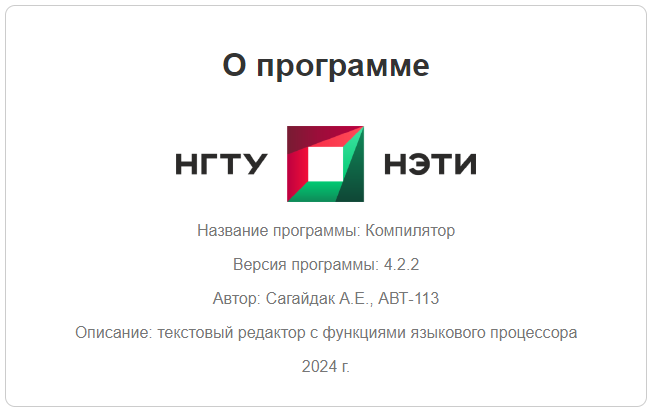 О программе
НГТУ НЭТИ
Название программы: Компилятор
Версия программы: 4.2.2
Автор: Сагайдак А.Е., АВТ-113
Описание: текстовый редактор с функциями языкового процессора
2024 г.